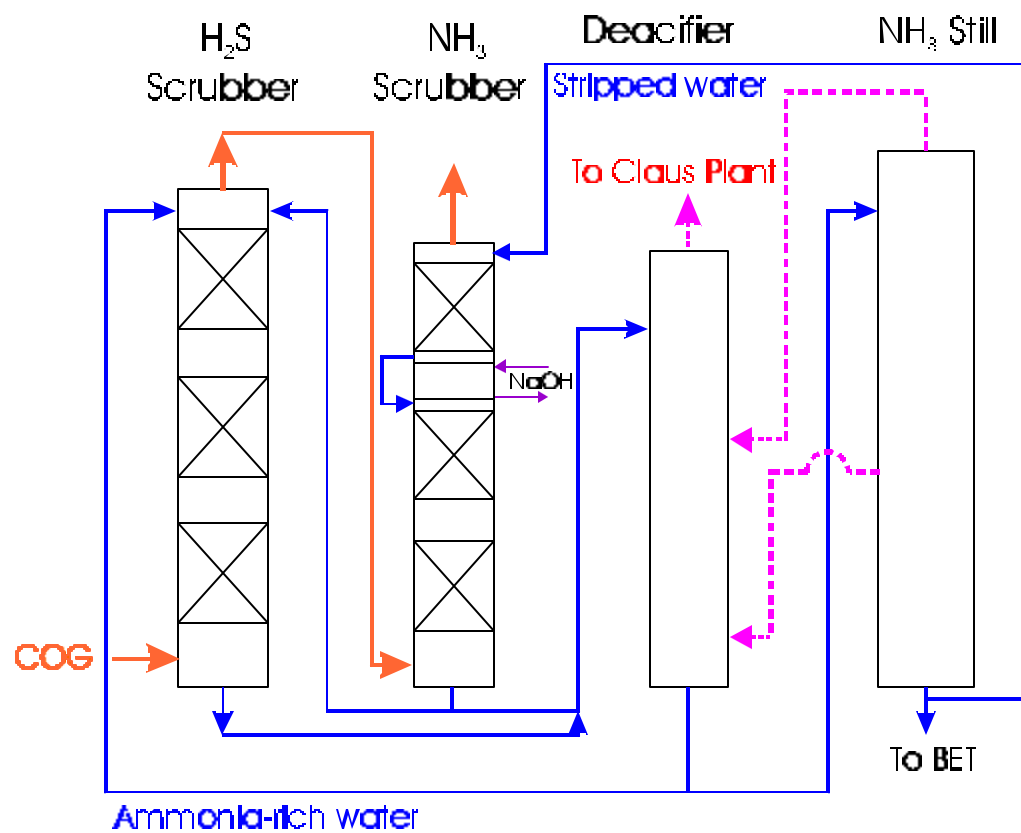 H₂S
Scrubber
NH₃
Scrubber
Deacifier
NH₃ Still
Stripped water
To Claus Plant
NaOH
COG
To BET
Ammonia-rich water